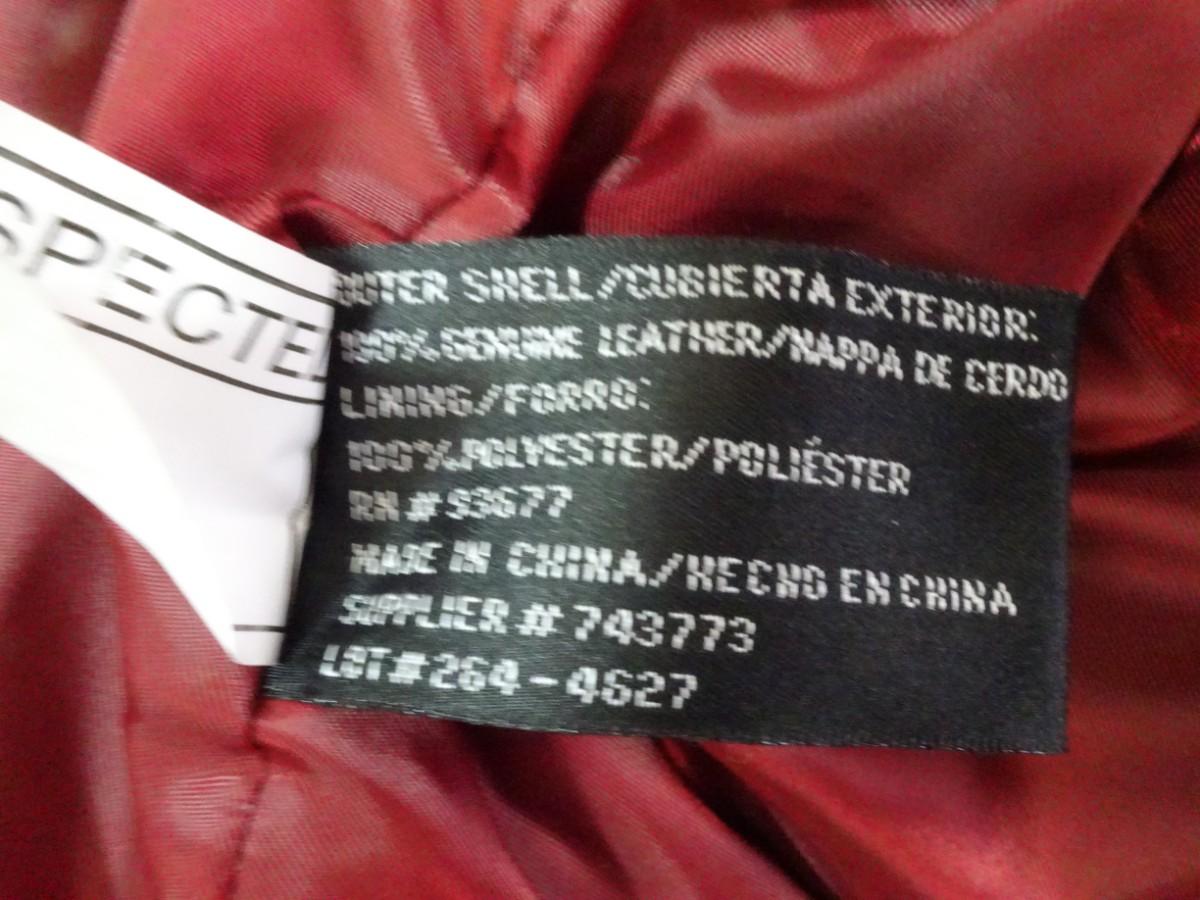 SPECTE
OUTER SHELL/CUBIERTA EXTERIOR:
100% GENUINE LEATHER/NAPPA DE CERDO
LINING/FORRO:
100% POLYESTER/POLIÉSTER
RN # 93677
MADE IN CHINA/HECHO EN CHINA
SUPPLIER # 743773
LOT# 264-4627